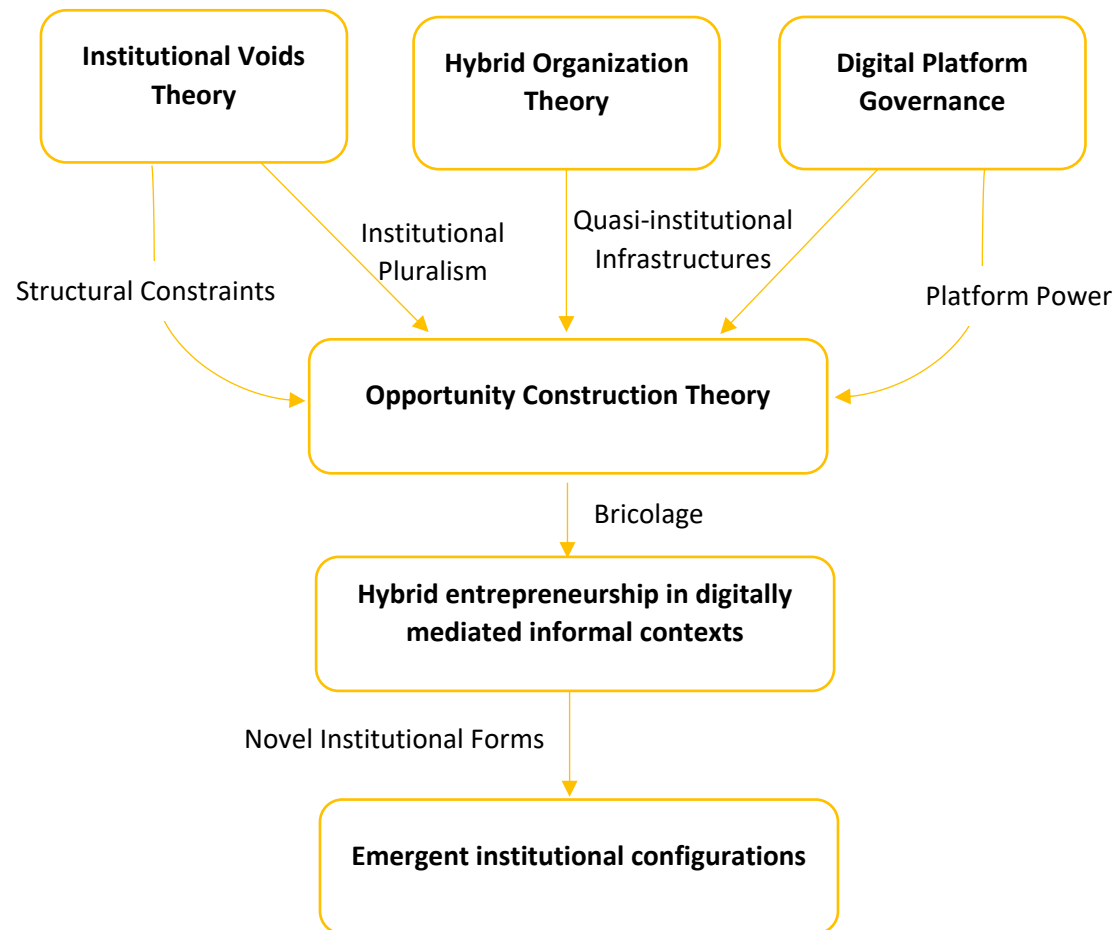 Institutional Voids
Theory
Hybrid Organization
Theory
Digital Platform
Governance
Institutional
Pluralism
Quasi-institutional
Infrastructures
Structural Constraints
Platform Power
Opportunity Construction Theory
Bricolage
Hybrid entrepreneurship in digitally
mediated informal contexts
Novel Institutional Forms
Emergent institutional configurations